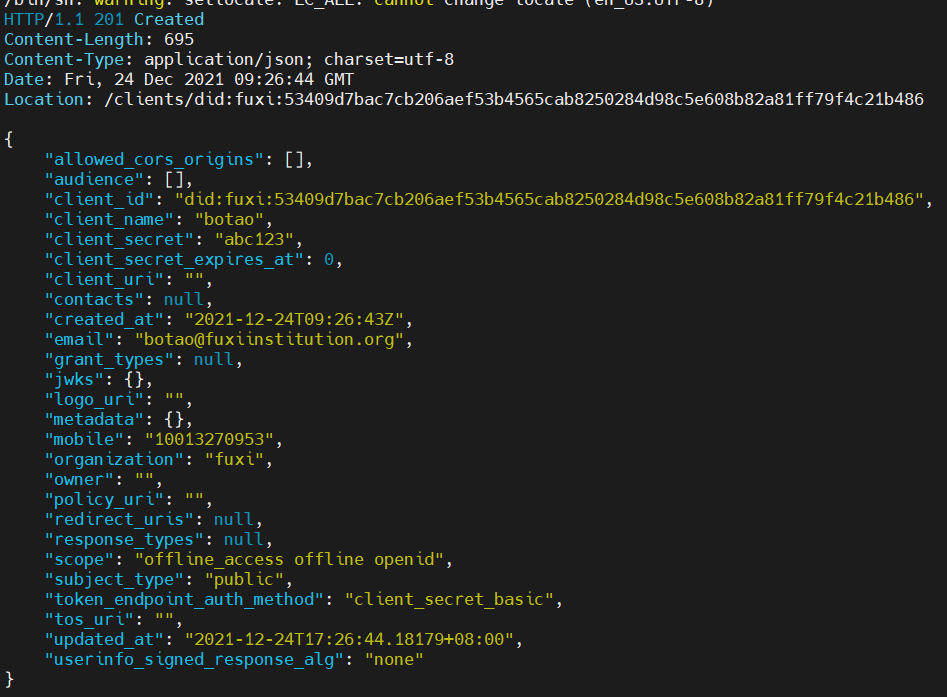 /bin/sh: warning: setlocale: LC_ALL: cannot change locale (en_US.utf-8)
HTTP/1.1 201 Created
Content-Length: 695
Content-Type: application/json; charset=utf-8
Date: Fri, 24 Dec 2021 09:26:44 GMT
Location: /clients/did:fuxi:53409d7bac7cb206aef53b4565cab8250284d98c5e608b82a81ff79f4c21b486
{
    "allowed_cors_origins": [],
    "audience": [],
    "client_id": "did:fuxi:53409d7bac7cb206aef53b4565cab8250284d98c5e608b82a81ff79f4c21b486",
    "client_name": "botao",
    "client_secret": "abc123",
    "client_secret_expires_at": 0,
    "client_uri": "",
    "contacts": null,
    "created_at": "2021-12-24T09:26:43Z",
    "email": "botao@fuxiinstitution.org",
    "grant_types": null,
    "jwks": {},
    "logo_uri": "",
    "metadata": {},
    "mobile": "10013270953",
    "organization": "fuxi",
    "owner": "",
    "policy_uri": "",
    "redirect_uris": null,
    "response_types": null,
    "scope": "offline_access offline openid",
    "subject_type": "public",
    "token_endpoint_auth_method": "client_secret_basic",
    "tos_uri": "",
    "updated_at": "2021-12-24T17:26:44.18179+08:00",
    "userinfo_signed_response_alg": "none"
}